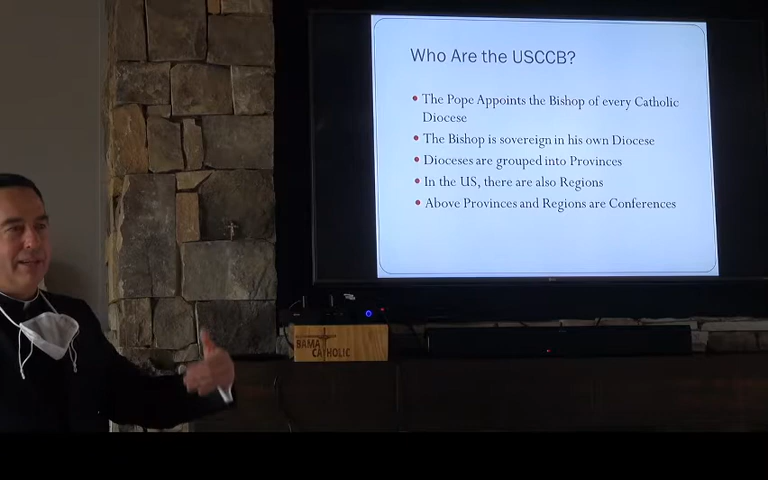 Who Are the USCCB?
• The Pope Appoints the Bishop of every Catholic
Diocese
• The Bishop is sovereign in his own Diocese
• Dioceses are grouped into Provinces
• In the US, there are also Regions
• Above Provinces and Regions are Conferences
BAMA
CATHOLIC